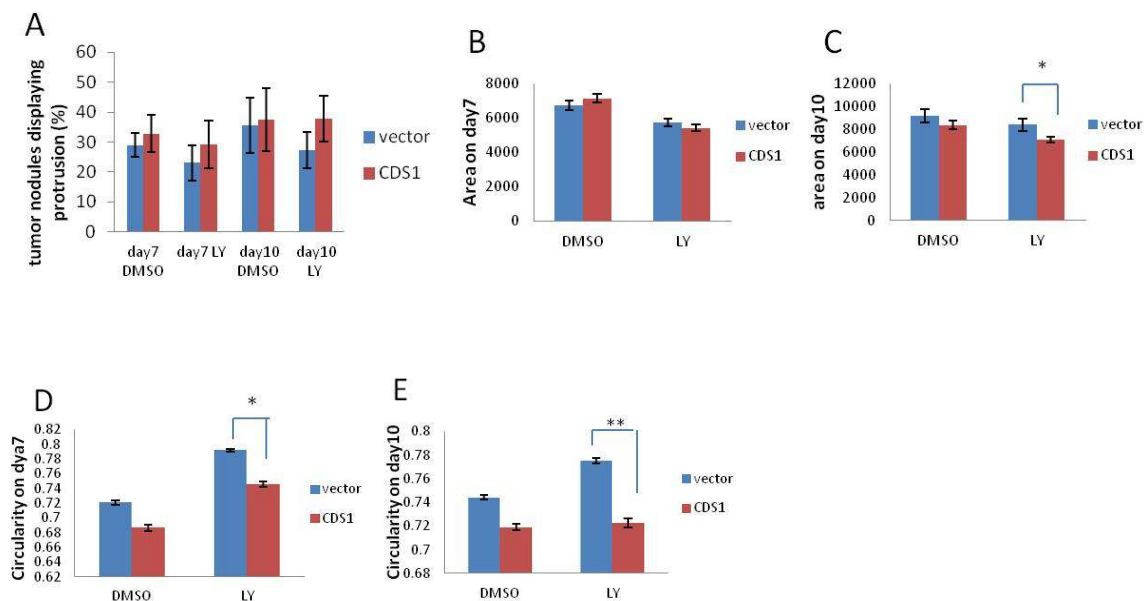 A
tumor nodules displaying
protrusion (%)
60
50
40
30
20
10
0
day7
DMSO
day7 LY
day10
DMSO
day10
LY
vector
CDS1
B
Area on day7
8000
6000
4000
2000
0
DMSO
LY
vector
CDS1
C
area on day10
12000
10000
8000
6000
4000
2000
0
*
DMSO
LY
vector
CDS1
D
Circularity on dya7
0.82
0.8
0.78
0.76
0.74
0.72
0.7
0.68
0.66
0.64
0.62
*
DMSO
LY
vector
CDS1
E
Circularity on day10
0.8
0.78
0.76
0.74
0.72
0.7
0.68
**
DMSO
LY
vector
CDS1